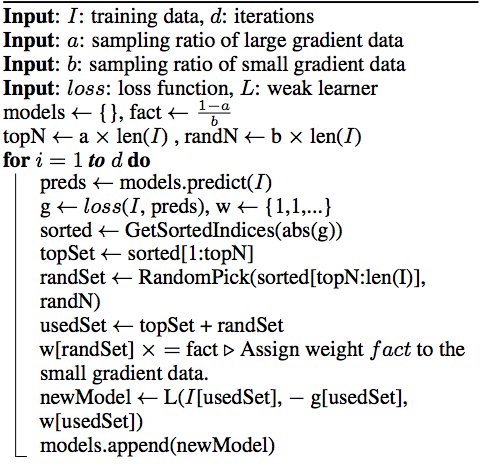 Input: I: training data, d: iterations
Input: a: sampling ratio of large gradient data
Input: b: sampling ratio of small gradient data
Input: loss: loss function, L: weak learner
models ← {}, fact ← (1−a)/b
topN ← a × len(I) , randN ← b × len(I)
for i = 1 to d do
preds ← models.predict(I)
g ← loss(I, preds), w ← {1,1,...}
sorted ← GetSortedIndices(abs(g))
topSet ← sorted[1:topN]
randSet ← RandomPick(sorted[topN:len(I)],
randN)
usedSet ← topSet + randSet
w[randSet] × = fact ▷ Assign weight fact to the
small gradient data.
newModel ← L(I[usedSet], − g[usedSet],
w[usedSet])
models.append(newModel)